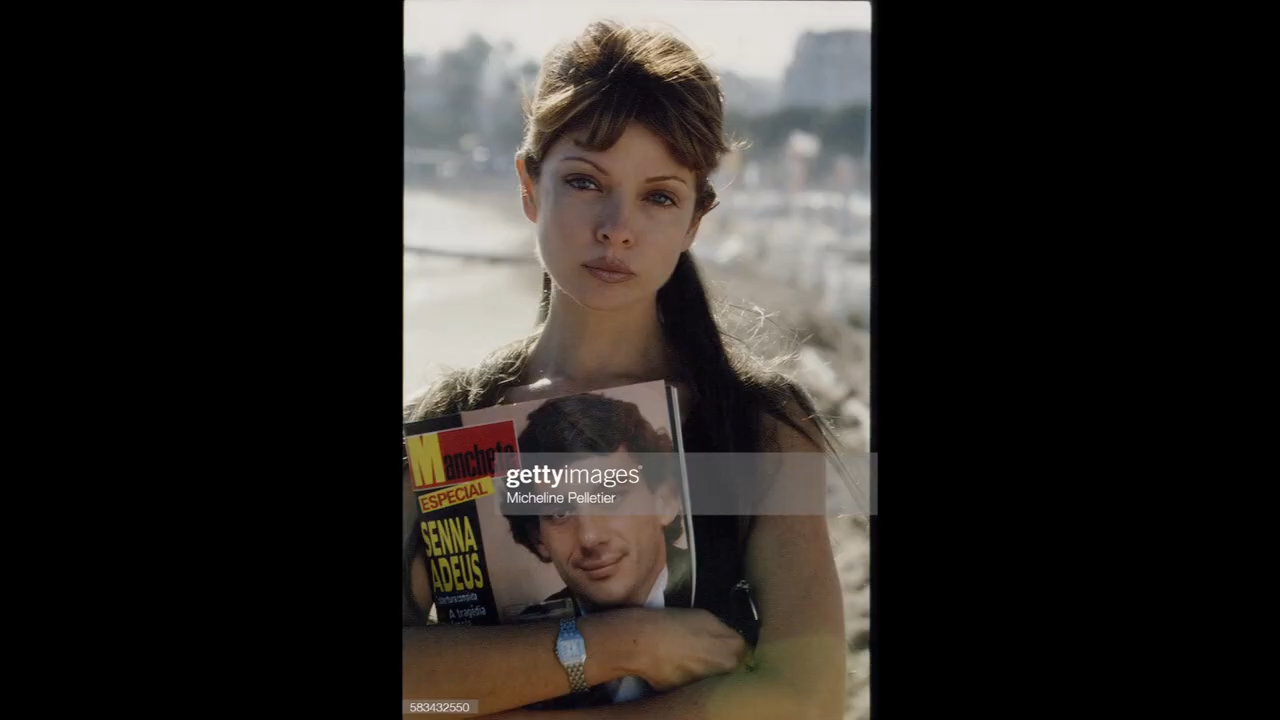 Manchete
ESPECIAL
SENNA
ADEUS
A tragédia
gettyimages
Micheline Pelletier
583432550